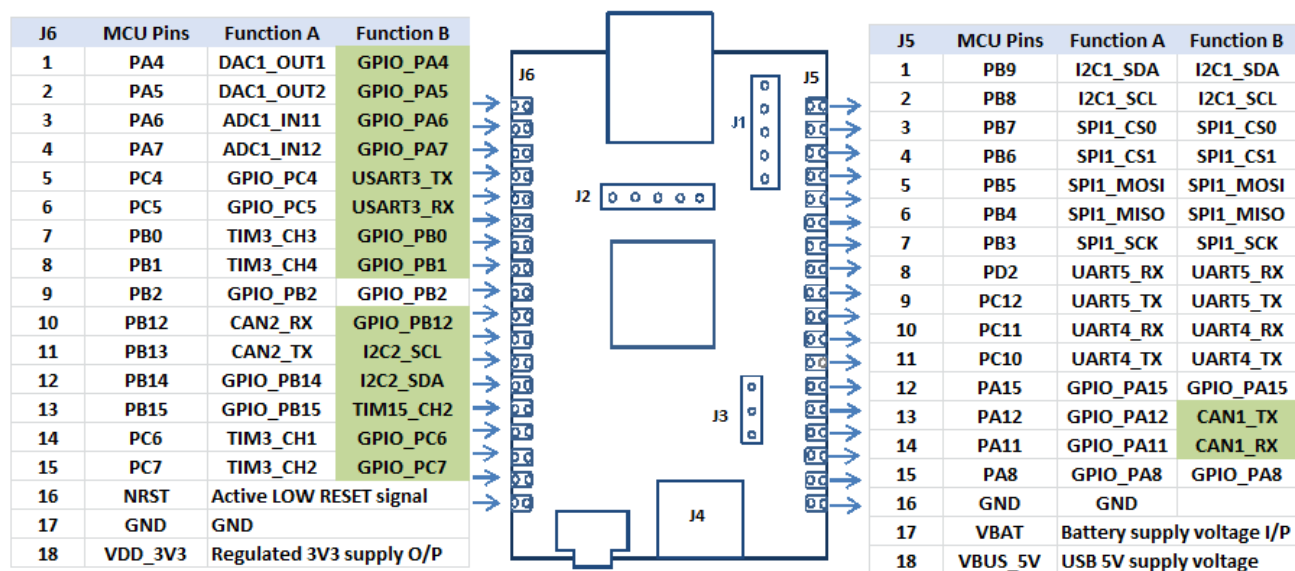 J6 MCU Pins Function A Function B
1 PA4 DAC1_OUT1 GPIO_PA4
2 PA5 DAC1_OUT2 GPIO_PA5
3 PA6 ADC1_IN11 GPIO_PA6
4 PA7 ADC1_IN12 GPIO_PA7
5 PC4 GPIO_PC4 USART3_TX
6 PC5 GPIO_PC5 USART3_RX
7 PB0 TIM3_CH3 GPIO_PB0
8 PB1 TIM3_CH4 GPIO_PB1
9 PB2 GPIO_PB2 GPIO_PB2
10 PB12 CAN2_RX GPIO_PB12
11 PB13 CAN2_TX I2C2_SCL
12 PB14 GPIO_PB14 I2C2_SDA
13 PB15 GPIO_PB15 TIM15_CH2
14 PC6 TIM3_CH1 GPIO_PC6
15 PC7 TIM3_CH2 GPIO_PC7
16 NRST Active LOW RESET signal
17 GND GND
18 VDD_3V3 Regulated 3V3 supply O/P
J6
J5
J1
J2
J3
J4
J5 MCU Pins Function A Function B
1 PB9 I2C1_SDA I2C1_SDA
2 PB8 I2C1_SCL I2C1_SCL
3 PB7 SPI1_CS0 SPI1_CS0
4 PB6 SPI1_CS1 SPI1_CS1
5 PB5 SPI1_MOSI SPI1_MOSI
6 PB4 SPI1_MISO SPI1_MISO
7 PB3 SPI1_SCK SPI1_SCK
8 PD2 UART5_RX UART5_RX
9 PC12 UART5_TX UART5_TX
10 PC11 UART4_RX UART4_RX
11 PC10 UART4_TX UART4_TX
12 PA15 GPIO_PA15 GPIO_PA15
13 PA12 GPIO_PA12 CAN1_TX
14 PA11 GPIO_PA11 CAN1_RX
15 PA8 GPIO_PA8 GPIO_PA8
16 GND GND
17 VBAT Battery supply voltage I/P
18 VBUS_5V USB 5V supply voltage